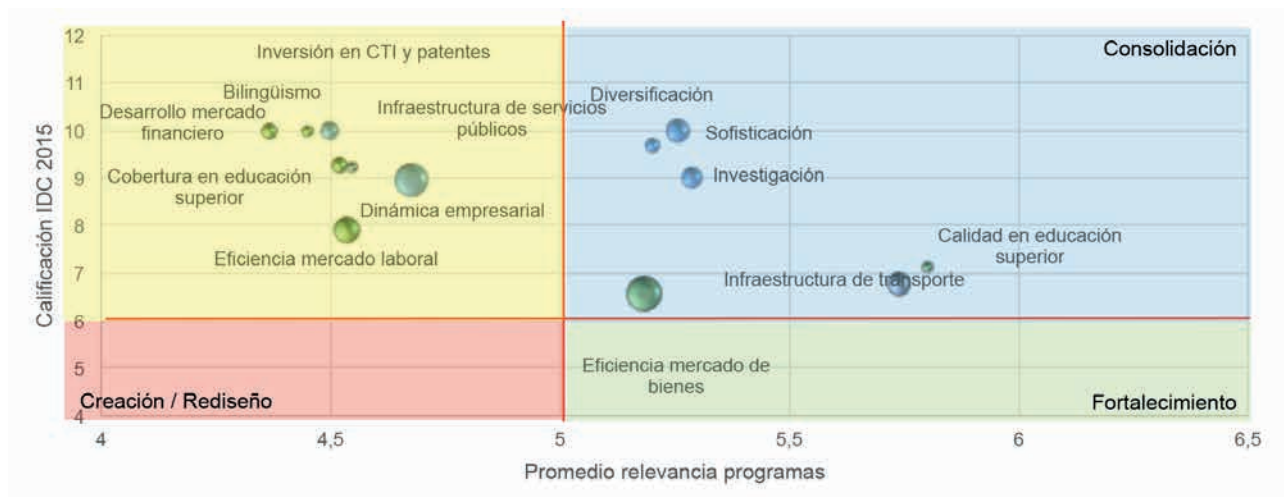 Calificación IDC 2015
12
11
10
9
8
7
6
5
4
Inversión en CTI y patentes
Consolidación
Bilingüismo
Desarrollo mercado
financiero
Infraestructura de servicios
públicos
Diversificación
Sofisticación
Cobertura en educación
superior
Investigación
Dinámica empresarial
Eficiencia mercado laboral
Calidad en educación
superior
Infraestructura de transporte
Eficiencia mercado de
bienes
Creación / Rediseño
Fortalecimiento
4
4,5
5
5,5
6
6,5
Promedio relevancia programas